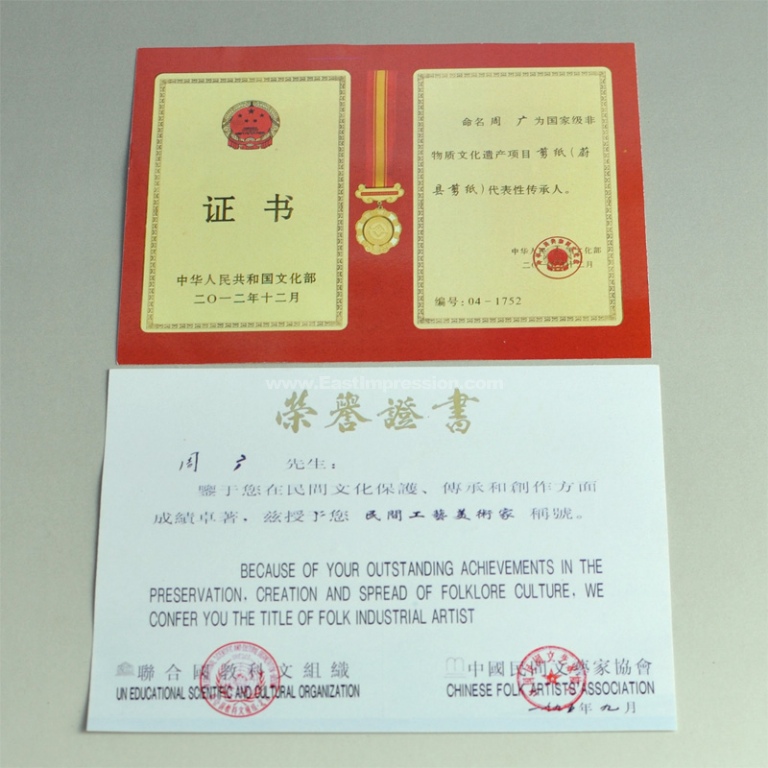 证书
中华人民共和国文化部
二〇一二年十二月
命名周广为国家级非
物质文化遗产项目剪纸(蔚
县剪纸)代表性传承人。
中华人民共和国文化部
二〇一二年十二月
编号:04-1752
www.EastImpression.com
榮譽證書
周广 先生:
鑒于您在民間文化保護、傳承和創作方面
成績卓著,兹授予您 民間工藝美術家 稱號。
BECAUSE OF YOUR OUTSTANDING ACHIEVEMENTS IN THE
PRESERVATION, CREATION AND SPREAD OF FOLKLORE CULTURE, WE
CONFER YOU THE TITLE OF FOLK INDUSTRIAL ARTIST
聯合國教科文組織
UN EDUCATIONAL SCIENTIFIC AND CULTURAL ORGANIZATION
中國民間文藝家協會
CHINESE FOLK ARTISTS'ASSOCIATION
年九月